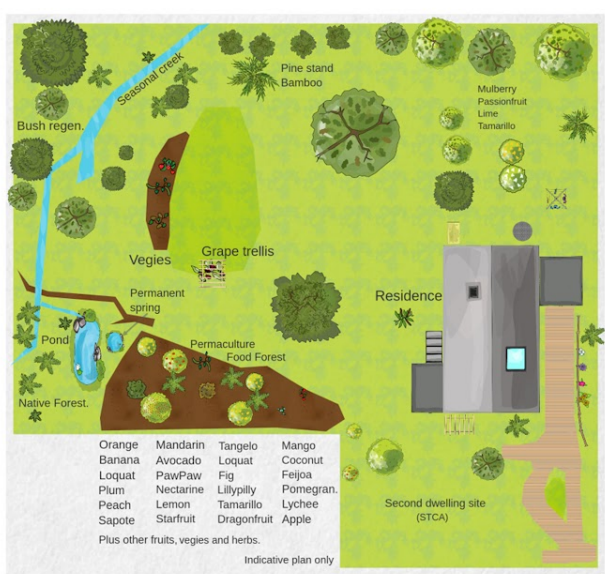 Seasonal creek
Pine stand
Bamboo
Mulberry
Passionfruit
Lime
Tamarillo
Bush regen.
Vegies
Grape trellis
Permanent
spring
Residence
Pond
Permaculture
Food Forest
Native Forest.
Orange Mandarin Tangelo Mango
Banana Avocado Loquat Coconut
Loquat PawPaw Fig Feijoa
Plum Nectarine Lillypilly Pomegran.
Peach Lemon Tamarillo Lychee
Sapote Starfruit Dragonfruit Apple
Plus other fruits, vegies and herbs.
Second dwelling site
(STCA)
Indicative plan only